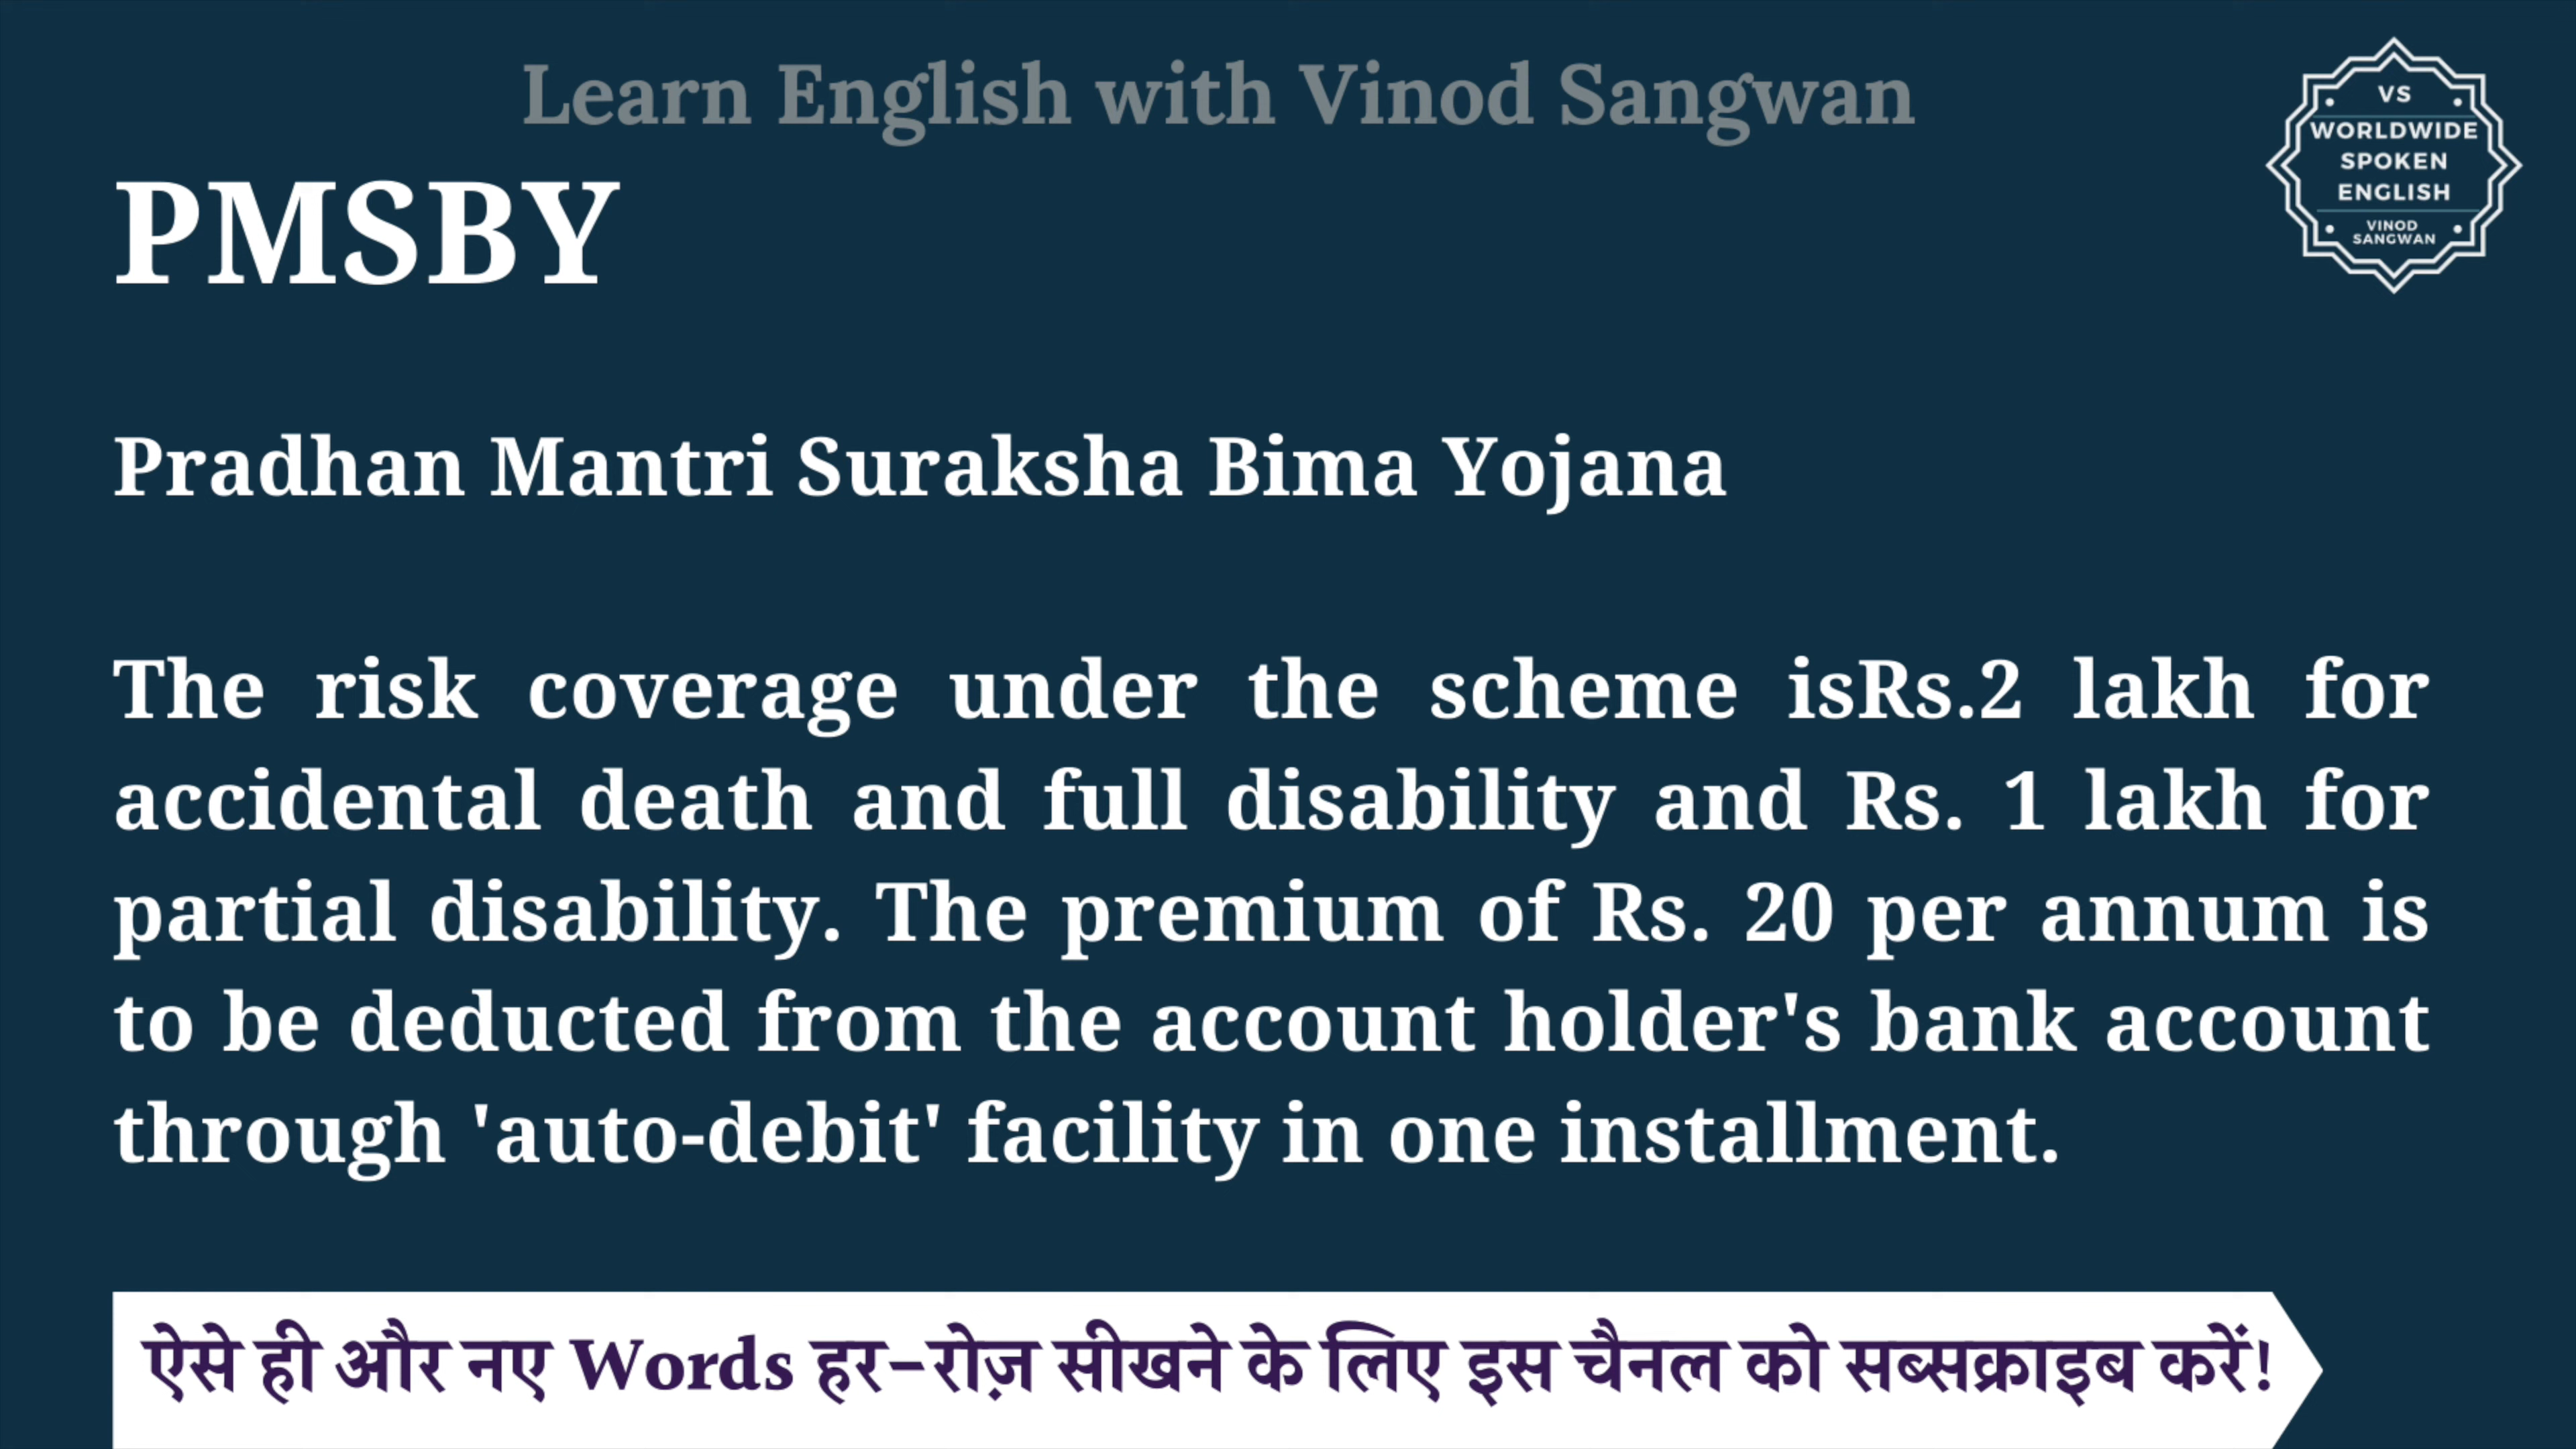 Learn English with Vinod Sangwan
VS
WORLDWIDE
SPOKEN
ENGLISH
VINOD
SANGWAN
PMSBY
Pradhan Mantri Suraksha Bima Yojana
The risk coverage under the scheme isRs.2 lakh for
accidental death and full disability and Rs. 1 lakh for
partial disability. The premium of Rs. 20 per annum is
to be deducted from the account holder's bank account
through 'auto-debit' facility in one installment.
ऐसे ही और नए Words हर-रोज़ सीखने के लिए इस चैनल को सब्सक्राइब करें!